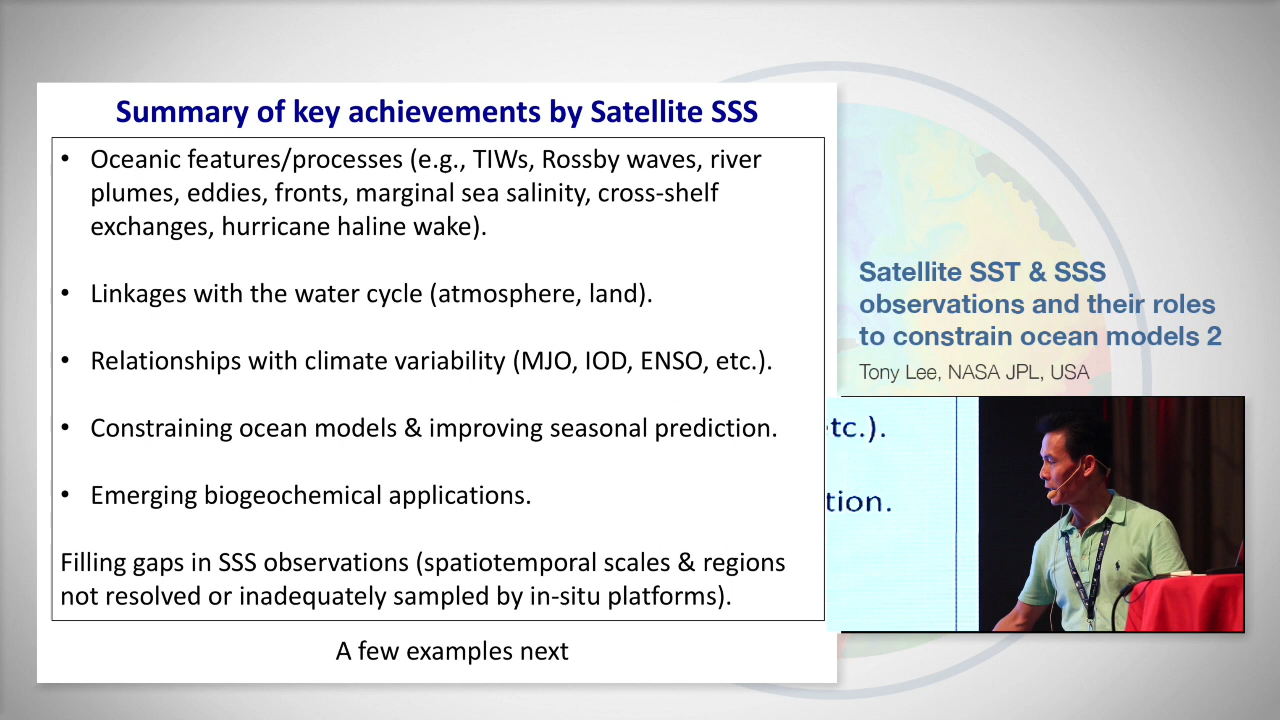 Summary of key achievements by Satellite SSS
• Oceanic features/processes (e.g., TIWs, Rossby waves, river
plumes, eddies, fronts, marginal sea salinity, cross-shelf
exchanges, hurricane haline wake).
• Linkages with the water cycle (atmosphere, land).
• Relationships with climate variability (MJO, IOD, ENSO, etc.).
• Constraining ocean models & improving seasonal prediction.
• Emerging biogeochemical applications.
Filling gaps in SSS observations (spatiotemporal scales & regions
not resolved or inadequately sampled by in-situ platforms).
A few examples next
Satellite SST & SSS
observations and their roles
to constrain ocean models 2
Tony Lee, NASA JPL, USA
etc.).
tion.